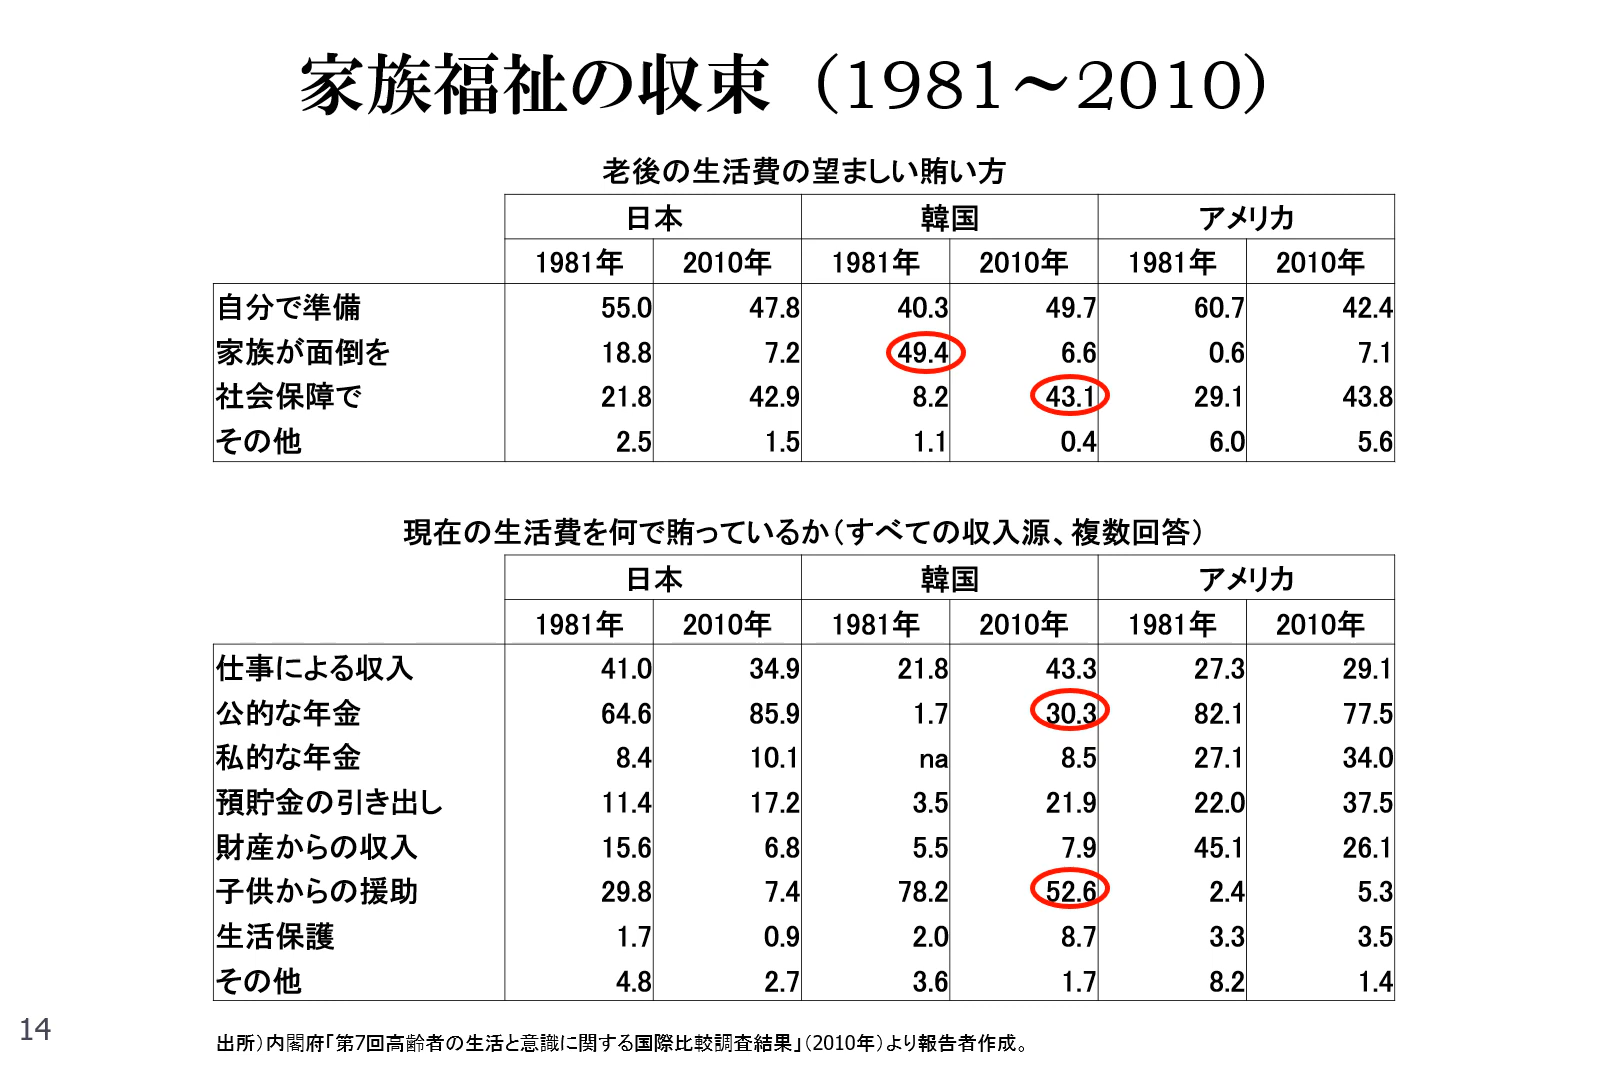 家族福祉の収束（1981～2010）
老後の生活費の望ましい賄い方
日本 韓国 アメリカ
1981年 2010年 1981年 2010年 1981年 2010年
自分で準備 55.0 47.8 40.3 49.7 60.7 42.4
家族が面倒を 18.8 7.2 49.4 6.6 0.6 7.1
社会保障で 21.8 42.9 8.2 43.1 29.1 43.8
その他 2.5 1.5 1.1 0.4 6.0 5.6
現在の生活費を何で賄っているか（すべての収入源、複数回答）
日本 韓国 アメリカ
1981年 2010年 1981年 2010年 1981年 2010年
仕事による収入 41.0 34.9 21.8 43.3 27.3 29.1
公的な年金 64.6 85.9 1.7 30.3 82.1 77.5
私的な年金 8.4 10.1 na 8.5 27.1 34.0
預貯金の引き出し 11.4 17.2 3.5 21.9 22.0 37.5
財産からの収入 15.6 6.8 5.5 7.9 45.1 26.1
子供からの援助 29.8 7.4 78.2 52.6 2.4 5.3
生活保護 1.7 0.9 2.0 8.7 3.3 3.5
その他 4.8 2.7 3.6 1.7 8.2 1.4
14
出所）内閣府「第7回高齢者の生活と意識に関する国際比較調査結果」（2010年）より報告者作成。